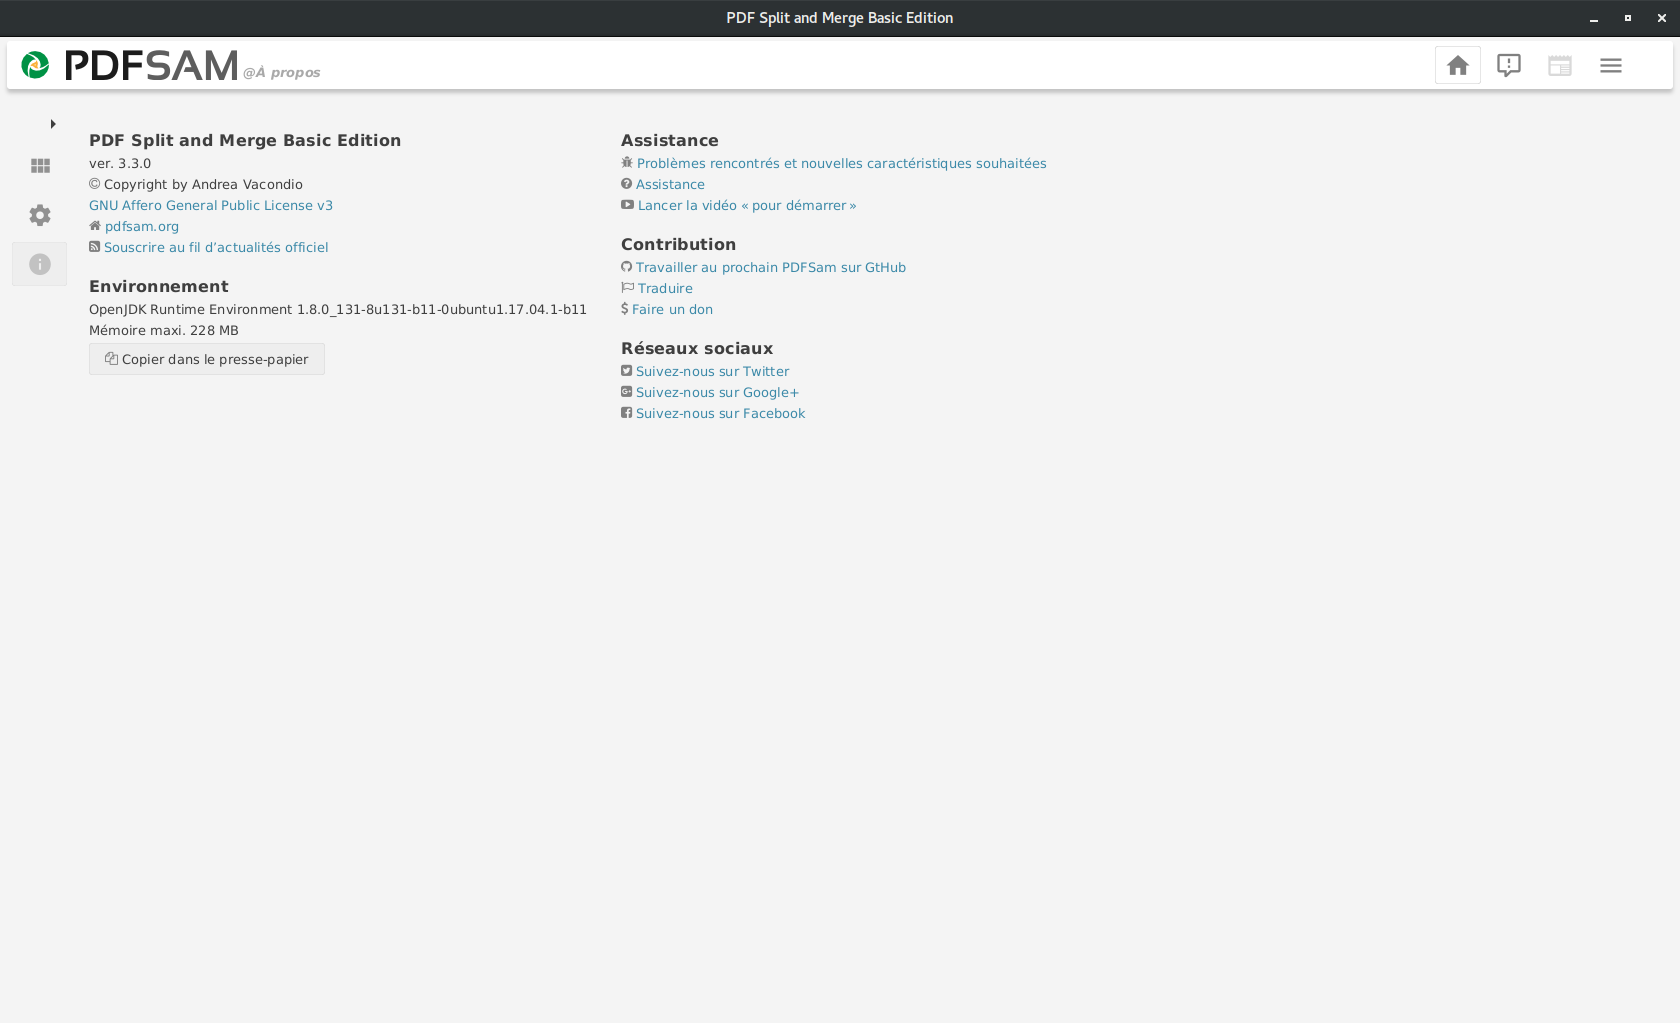 PDF Split and Merge Basic Edition
PDFSAM @À propos
PDF Split and Merge Basic Edition
ver. 3.3.0
© Copyright by Andrea Vacondio
GNU Affero General Public License v3
pdfsam.org
Souscrire au fil d’actualités officiel
Environnement
OpenJDK Runtime Environment 1.8.0_131-8u131-b11-0ubuntu1.17.04.1-b11
Mémoire maxi. 228 MB
Copier dans le presse-papier
Assistance
Problèmes rencontrés et nouvelles caractéristiques souhaitées
Assistance
Lancer la vidéo « pour démarrer »
Contribution
Travailler au prochain PDFSam sur GtHub
Traduire
$ Faire un don
Réseaux sociaux
Suivez-nous sur Twitter
Suivez-nous sur Google+
Suivez-nous sur Facebook